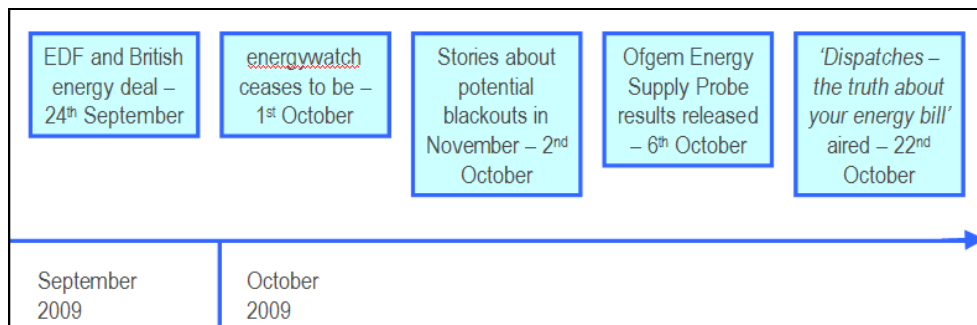 EDF and British
energy deal –
24th September
energywatch
ceases to be –
1st October
Stories about
potential
blackouts in
November – 2nd
October
Ofgem Energy
Supply Probe
results released
– 6th October
'Dispatches –
the truth about
your energy bill'
aired – 22nd
October
September
2009
October
2009